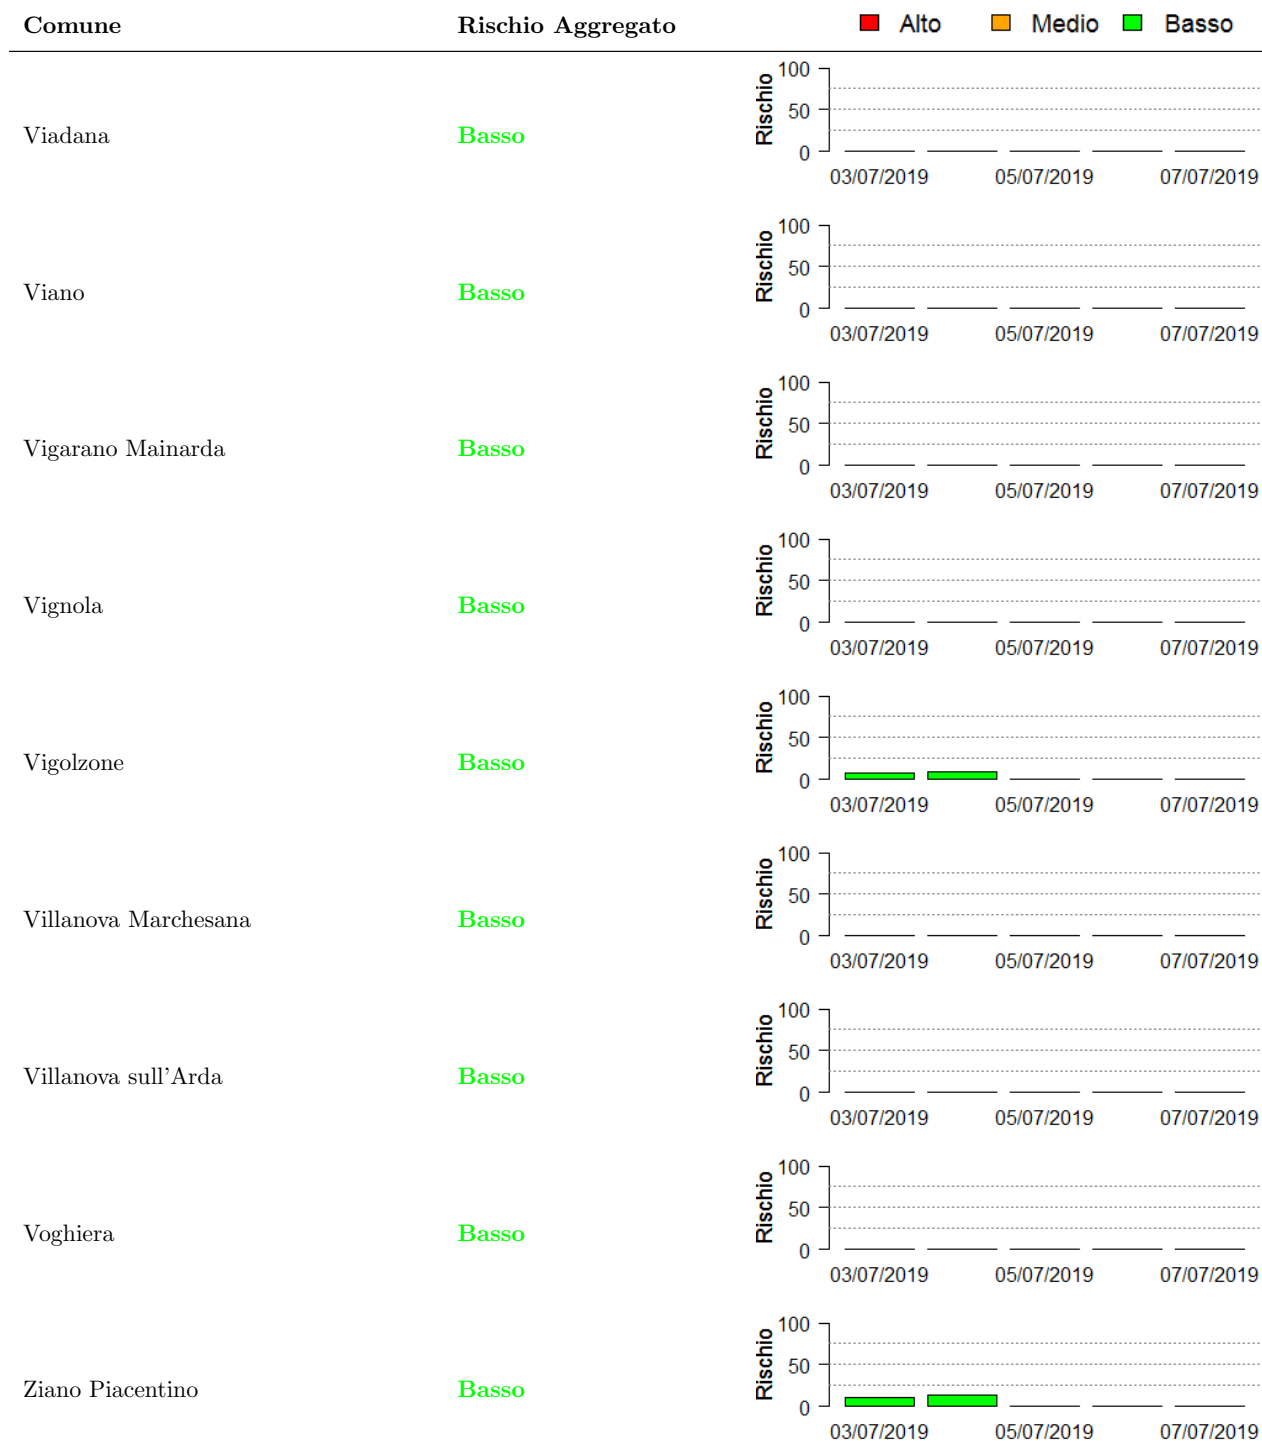 Comune Rischio Aggregato Alto Medio Basso
Viadana Basso Rischio 100 50 0
03/07/2019 05/07/2019 07/07/2019
Viano Basso Rischio 100 50 0
03/07/2019 05/07/2019 07/07/2019
Vigarano Mainarda Basso Rischio 100 50 0
03/07/2019 05/07/2019 07/07/2019
Vignola Basso Rischio 100 50 0
03/07/2019 05/07/2019 07/07/2019
Vigolzone Basso Rischio 100 50 0
03/07/2019 05/07/2019 07/07/2019
Villanova Marchesana Basso Rischio 100 50 0
03/07/2019 05/07/2019 07/07/2019
Villanova sull'Arda Basso Rischio 100 50 0
03/07/2019 05/07/2019 07/07/2019
Voghiera Basso Rischio 100 50 0
03/07/2019 05/07/2019 07/07/2019
Ziano Piacentino Basso Rischio 100 50 0
03/07/2019 05/07/2019 07/07/2019